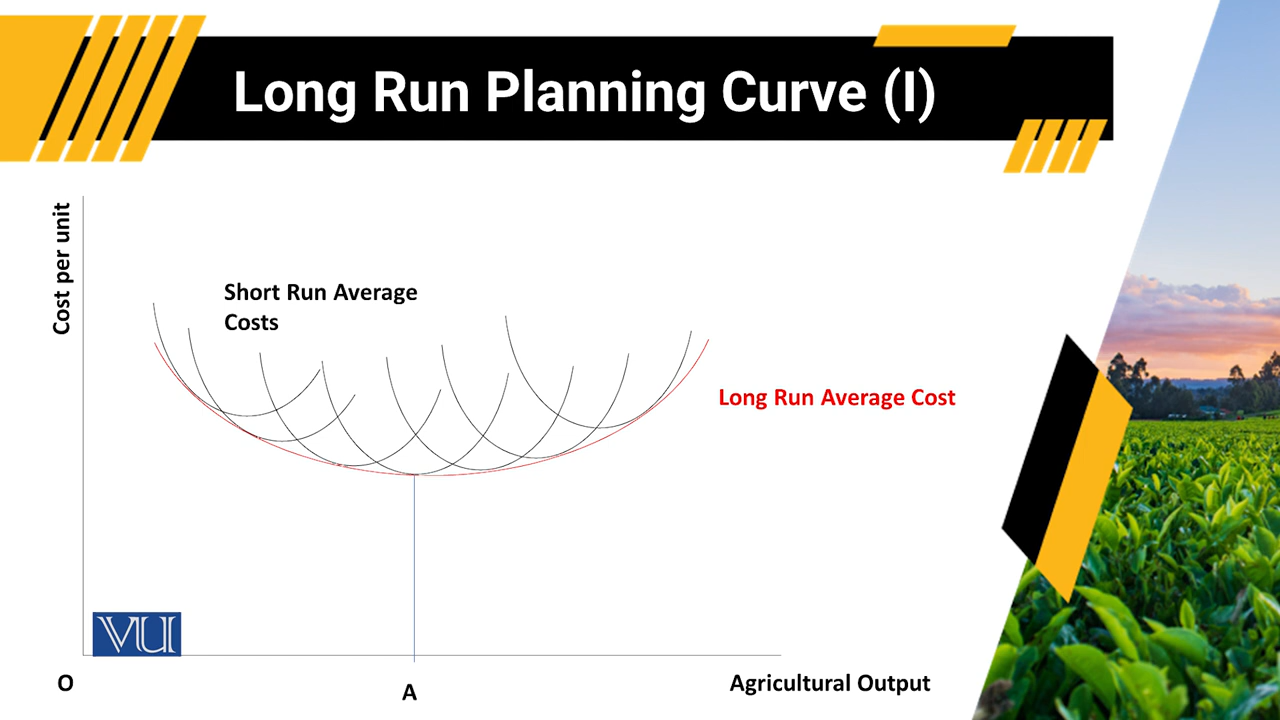 Long Run Planning Curve (I)
Cost per unit
Short Run Average
Costs
Long Run Average Cost
VU
O
A
Agricultural Output